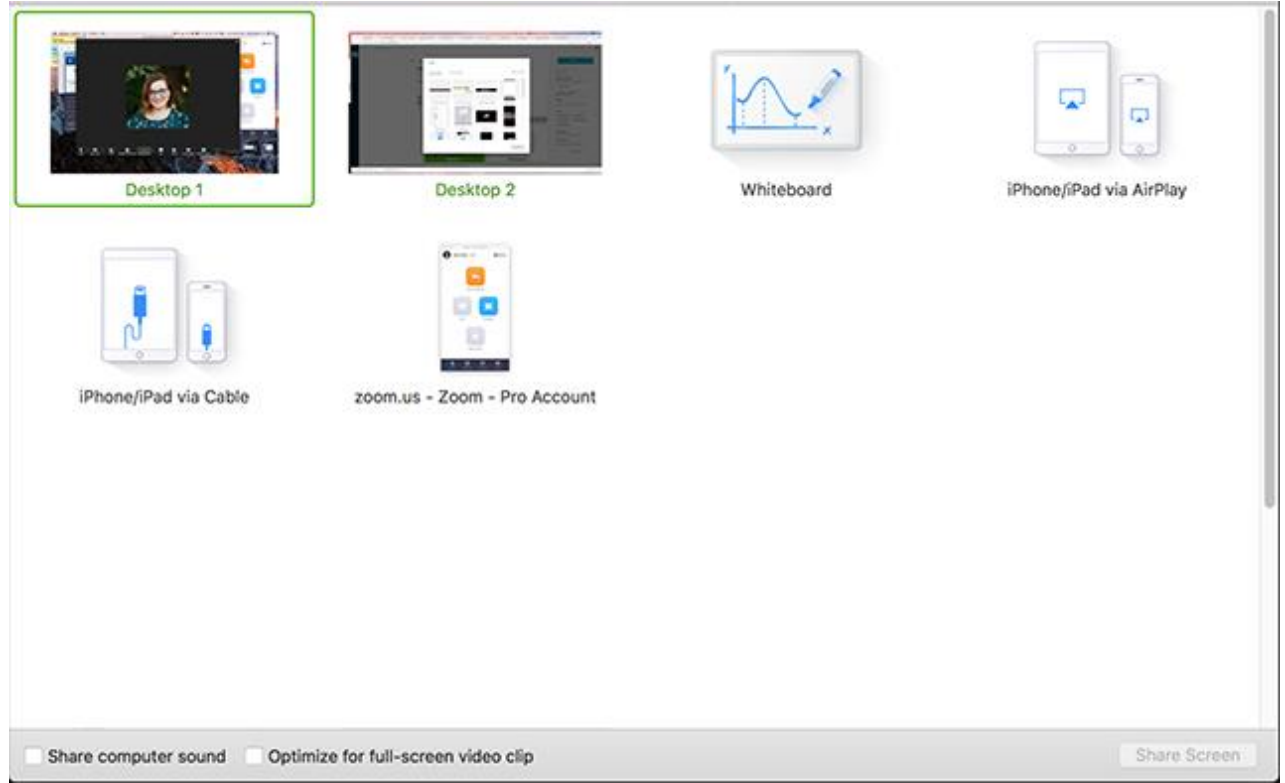 Desktop 1
Desktop 2
Whiteboard
iPhone/iPad via AirPlay
iPhone/iPad via Cable
zoom.us - Zoom - Pro Account
Share computer sound
Optimize for full-screen video clip
Share Screen